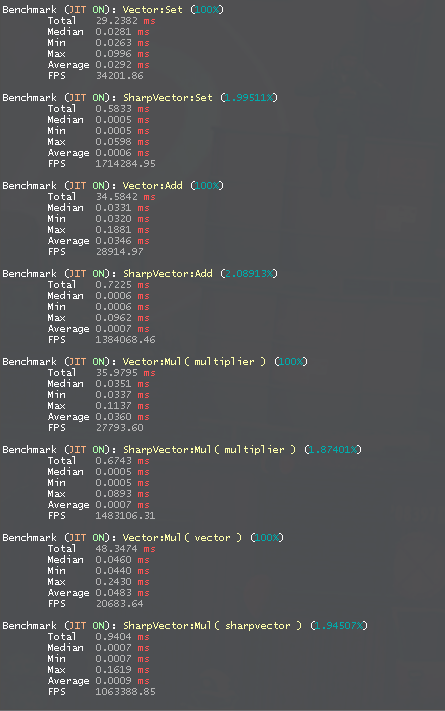 Benchmark (JIT ON): Vector:Set (100%)
Total 29.2382 ms
Median 0.0281 ms
Min 0.0263 ms
Max 0.0996 ms
Average 0.0292 ms
FPS 34201.86
Benchmark (JIT ON): SharpVector:Set (1.99511%)
Total 0.5833 ms
Median 0.0005 ms
Min 0.0005 ms
Max 0.0598 ms
Average 0.0006 ms
FPS 1714284.95
Benchmark (JIT ON): Vector:Add (100%)
Total 34.5842 ms
Median 0.0331 ms
Min 0.0320 ms
Max 0.1881 ms
Average 0.0346 ms
FPS 28914.97
Benchmark (JIT ON): SharpVector:Add (2.08913%)
Total 0.7225 ms
Median 0.0006 ms
Min 0.0006 ms
Max 0.0962 ms
Average 0.0007 ms
FPS 1384068.46
Benchmark (JIT ON): Vector:Mul( multiplier ) (100%)
Total 35.9795 ms
Median 0.0351 ms
Min 0.0337 ms
Max 0.1137 ms
Average 0.0360 ms
FPS 27793.60
Benchmark (JIT ON): SharpVector:Mul( multiplier ) (1.87401%)
Total 0.6743 ms
Median 0.0005 ms
Min 0.0005 ms
Max 0.0893 ms
Average 0.0007 ms
FPS 1483106.31
Benchmark (JIT ON): Vector:Mul( vector ) (100%)
Total 48.3474 ms
Median 0.0460 ms
Min 0.0440 ms
Max 0.2430 ms
Average 0.0483 ms
FPS 20683.64
Benchmark (JIT ON): SharpVector:Mul( sharpvector ) (1.94507%)
Total 0.9404 ms
Median 0.0007 ms
Min 0.0007 ms
Max 0.1619 ms
Average 0.0009 ms
FPS 1063388.85